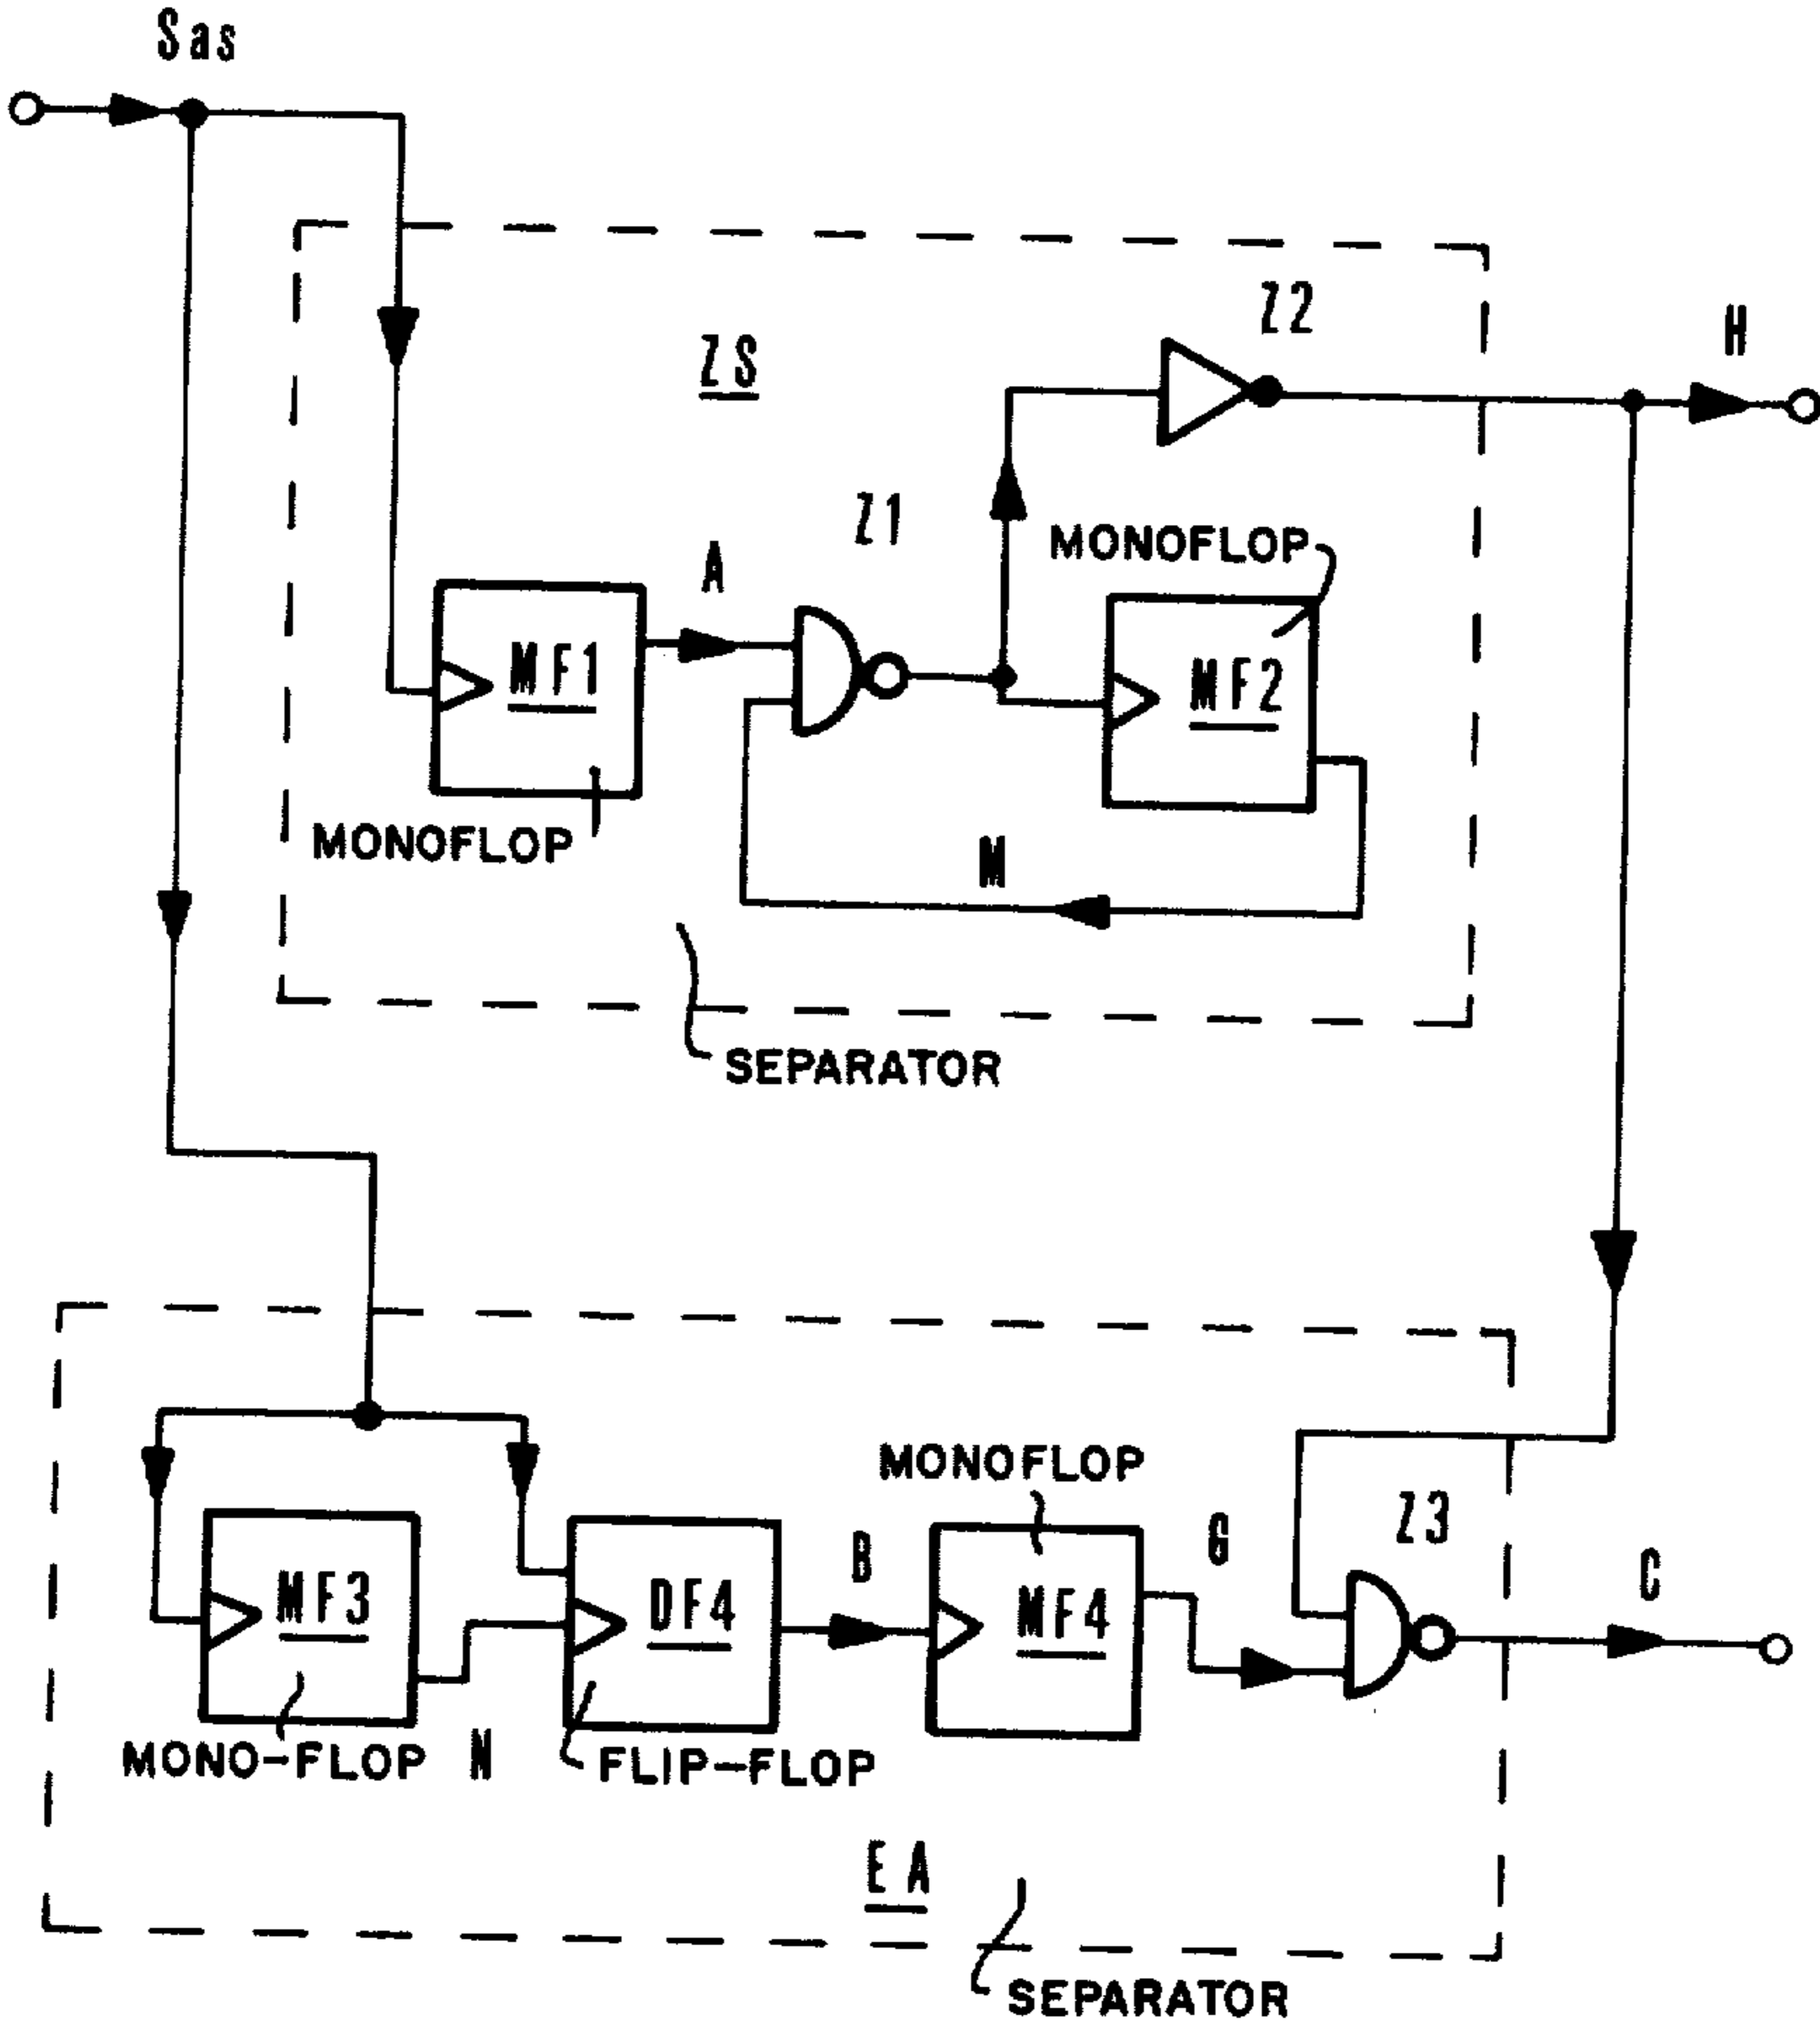 Sas
Z2
H
ZS
Z1
MONOFLOP
A
MF1
MF2
MONOFLOP
M
SEPARATOR
MONOFLOP
Z3
B
G
C
MF3
DF4
MF4
MONO-FLOP
N
FLIP-FLOP
EA
SEPARATOR